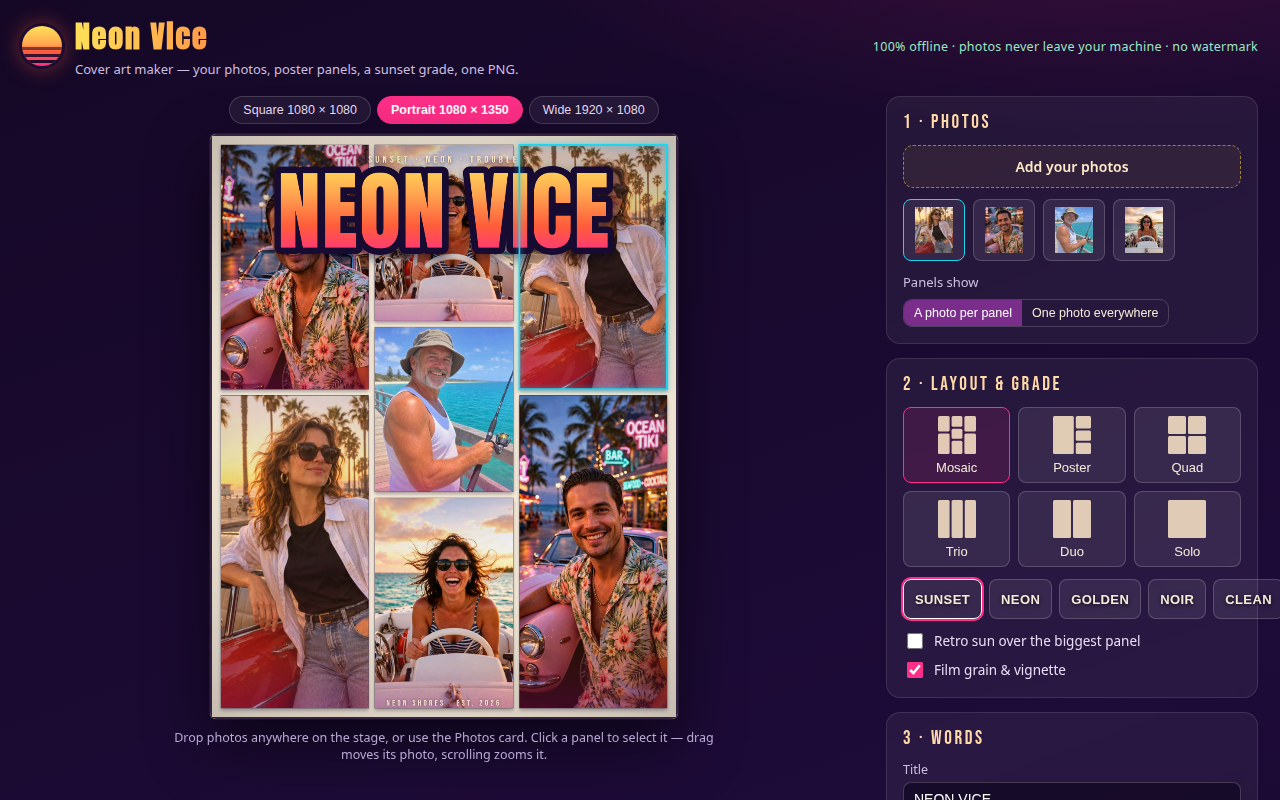 Neon Vice
Cover art maker — your photos, poster panels, a sunset grade, one PNG.
100% offline · photos never leave your machine · no watermark
Square 1080 × 1080
Portrait 1080 × 1350
Wide 1920 × 1080
OCEAN
TIKI
SUNSET · NEON · TROUBLE
NEON VICE
OCEAN
TIKI
BAR
SEAFOOD · COCKTAIL
NEON SHORES · EST. 2026
Drop photos anywhere on the stage, or use the Photos card. Click a panel to select it — drag
moves its photo, scrolling zooms it.
1 · PHOTOS
Add your photos
Panels show
A photo per panel
One photo everywhere
2 · LAYOUT & GRADE
Mosaic
Poster
Quad
Trio
Duo
Solo
SUNSET
NEON
GOLDEN
NOIR
CLEAN
Retro sun over the biggest panel
Film grain & vignette
3 · WORDS
Title
NEON VICE